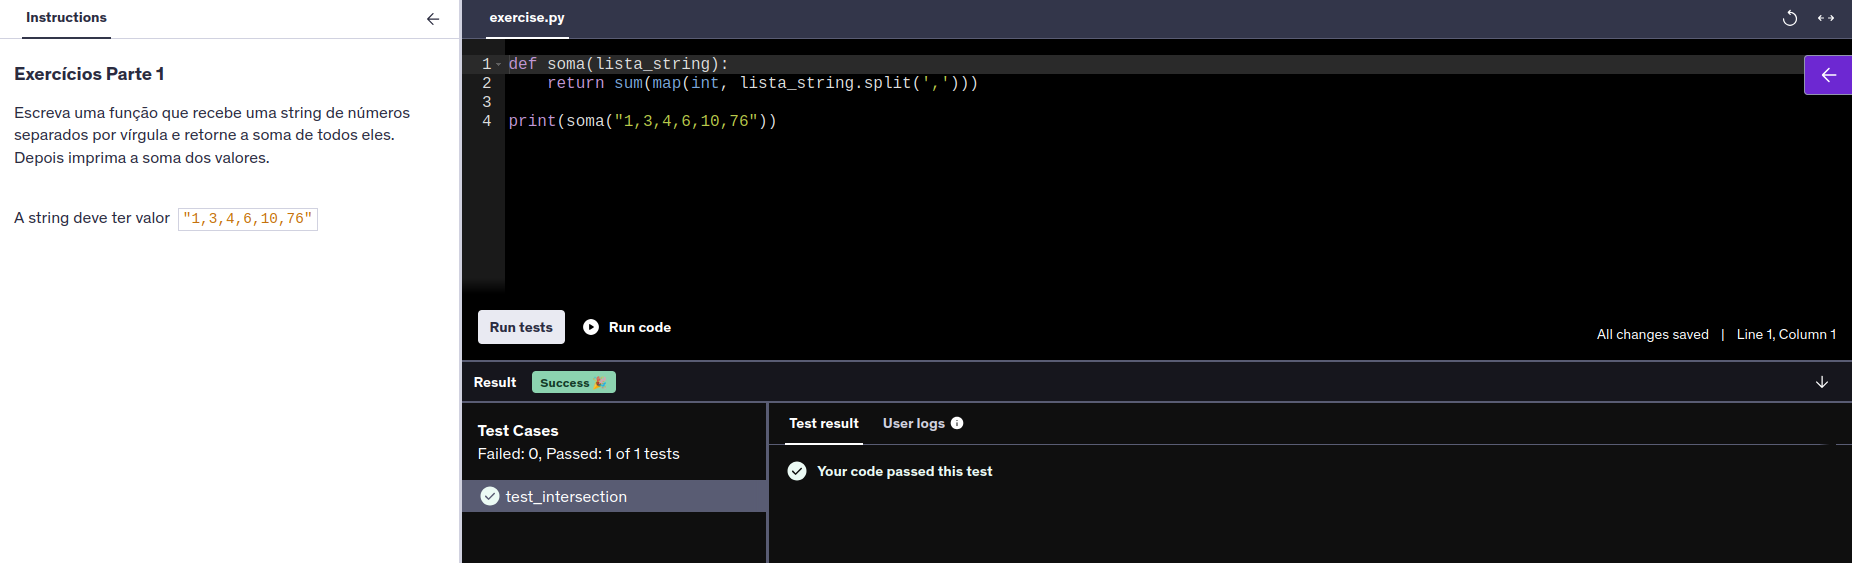 Instructions
Exercícios Parte 1
Escreva uma função que recebe uma string de números
separados por vírgula e retorne a soma de todos eles.
Depois imprima a soma dos valores.
A string deve ter valor "1,3,4,6,10,76"
exercise.py
1 def soma(lista_string):
2     return sum(map(int, lista_string.split(',')))
3
4 print(soma("1,3,4,6,10,76"))
Run tests Run code
All changes saved | Line 1, Column 1
Result Success 🎉
Test Cases
Failed: 0, Passed: 1 of 1 tests
test_intersection
Test result User logs
Your code passed this test